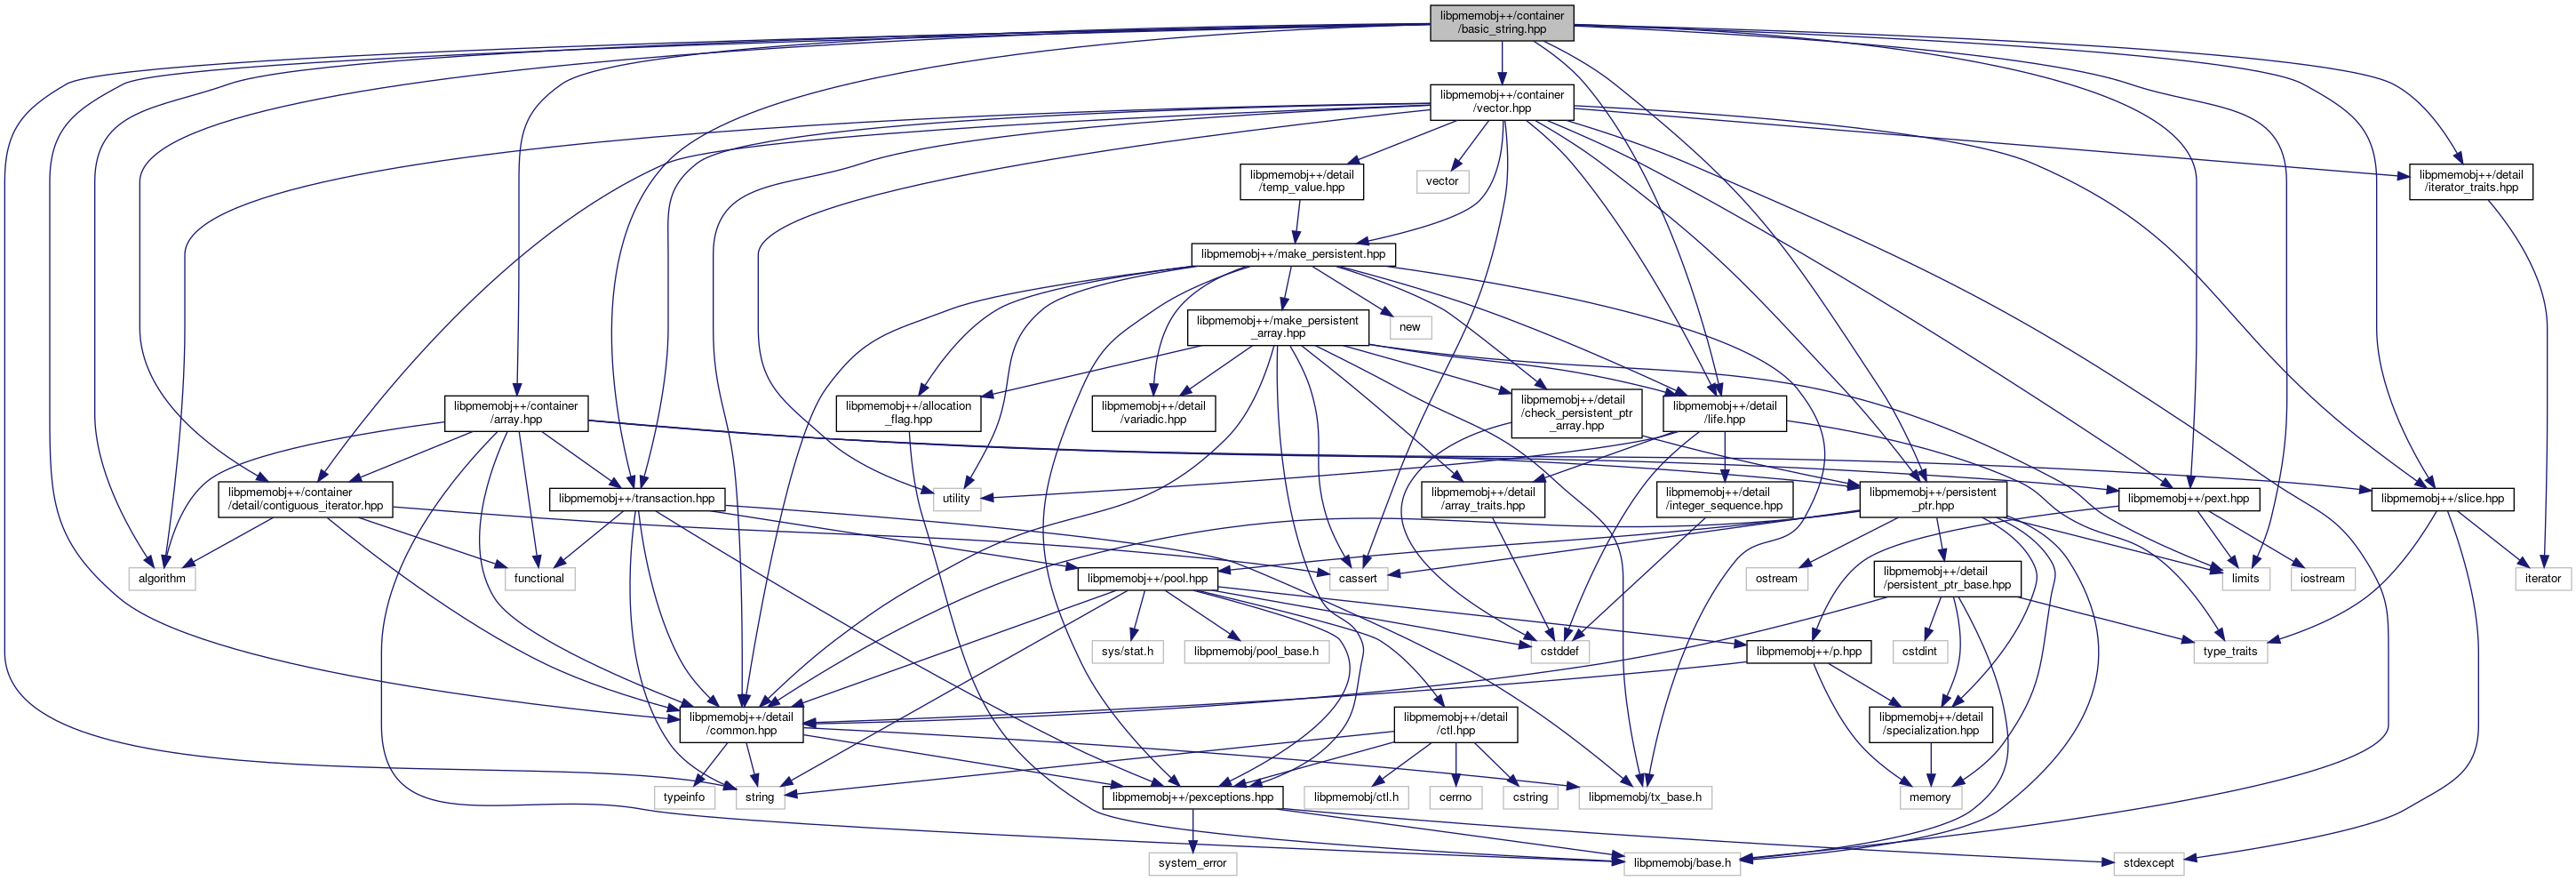 libpmemobj++/container
/basic_string.hpp
libpmemobj++/container
/vector.hpp
libpmemobj++/detail
/temp_value.hpp
vector
libpmemobj++/detail
/iterator_traits.hpp
libpmemobj++/make_persistent.hpp
libpmemobj++/make_persistent
_array.hpp
new
libpmemobj++/container
/array.hpp
libpmemobj++/allocation
_flag.hpp
libpmemobj++/detail
/variadic.hpp
libpmemobj++/detail
/check_persistent_ptr
_array.hpp
libpmemobj++/detail
/life.hpp
libpmemobj++/container
/detail/contiguous_iterator.hpp
libpmemobj++/transaction.hpp
utility
libpmemobj++/detail
/array_traits.hpp
libpmemobj++/detail
/integer_sequence.hpp
libpmemobj++/persistent
_ptr.hpp
libpmemobj++/pext.hpp
libpmemobj++/slice.hpp
algorithm
functional
libpmemobj++/pool.hpp
cassert
ostream
libpmemobj++/detail
/persistent_ptr_base.hpp
limits
iostream
iterator
sys/stat.h
libpmemobj/pool_base.h
cstddef
libpmemobj++/p.hpp
cstdint
type_traits
libpmemobj++/detail
/common.hpp
libpmemobj++/detail
/ctl.hpp
libpmemobj++/detail
/specialization.hpp
typeinfo
string
libpmemobj++/pexceptions.hpp
libpmemobj/ctl.h
cerrno
cstring
libpmemobj/tx_base.h
memory
system_error
libpmemobj/base.h
stdexcept